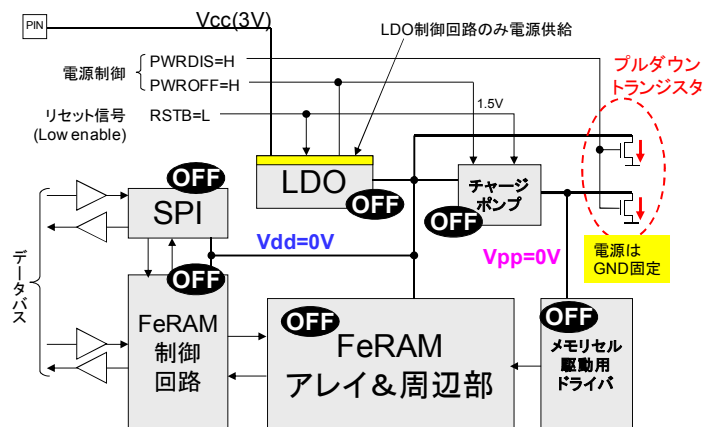 PIN
Vcc(3V)
LDO制御回路のみ電源供給
電源制御
PWRDIS=H
PWROFF=H
プルダウン
トランジスタ
リセット信号
(Low enable)
RSTB=L
1.5V
OFF
LDO
OFF
チャージ
ポンプ
OFF
SPI
Vdd=0V
Vpp=0V
電源は
GND固定
データバス
OFF
FeRAM
制御
回路
OFF
FeRAM
アレイ&周辺部
OFF
メモリセル
駆動用
ドライバ